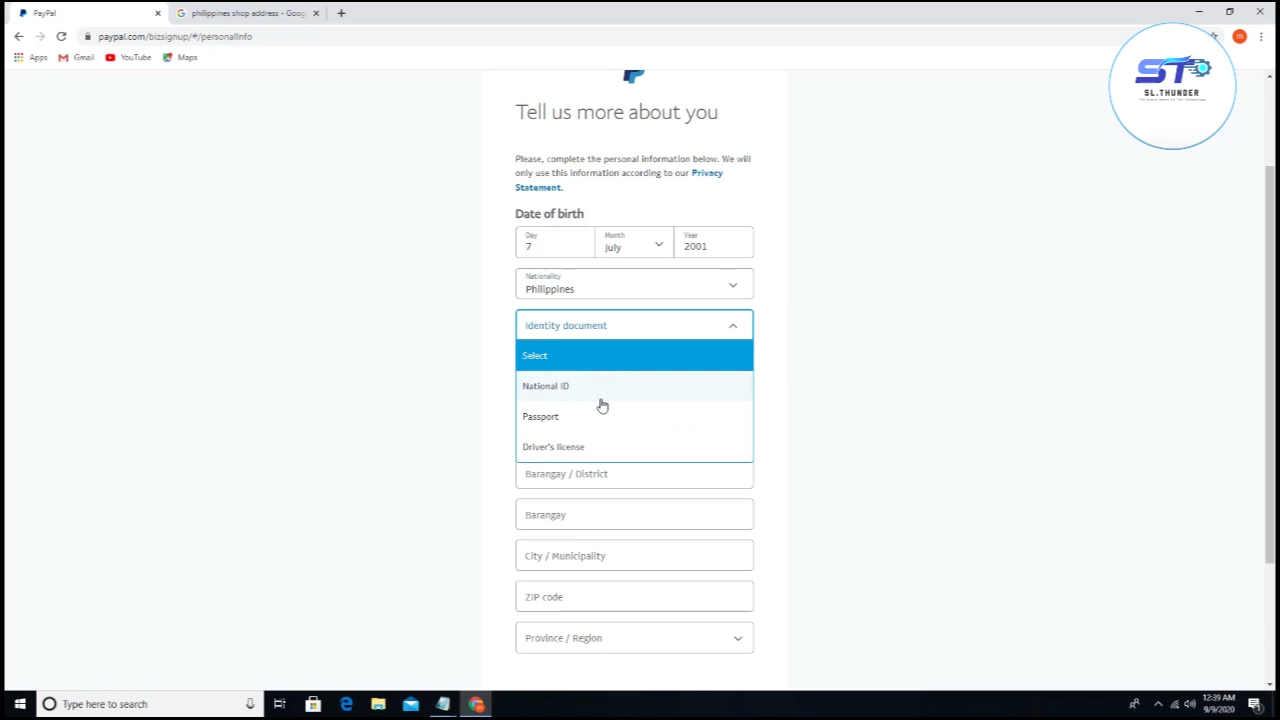 PayPal
philippines shop address - Goog
paypal.com/bizsignup/#/personalInfo
Apps
Gmail
YouTube
Maps
m
ST
SL.THUNDER
Tell us more about you
Please, complete the personal information below. We will
only use this information according to our Privacy
Statement.
Date of birth
Day
Month
Year
7
July
2001
Nationality
Philippines
Identity document
Select
National ID
Passport
Driver's license
Barangay / District
Barangay
City / Municipality
ZIP code
Province / Region
Type here to search
12:39 AM
9/9/2020